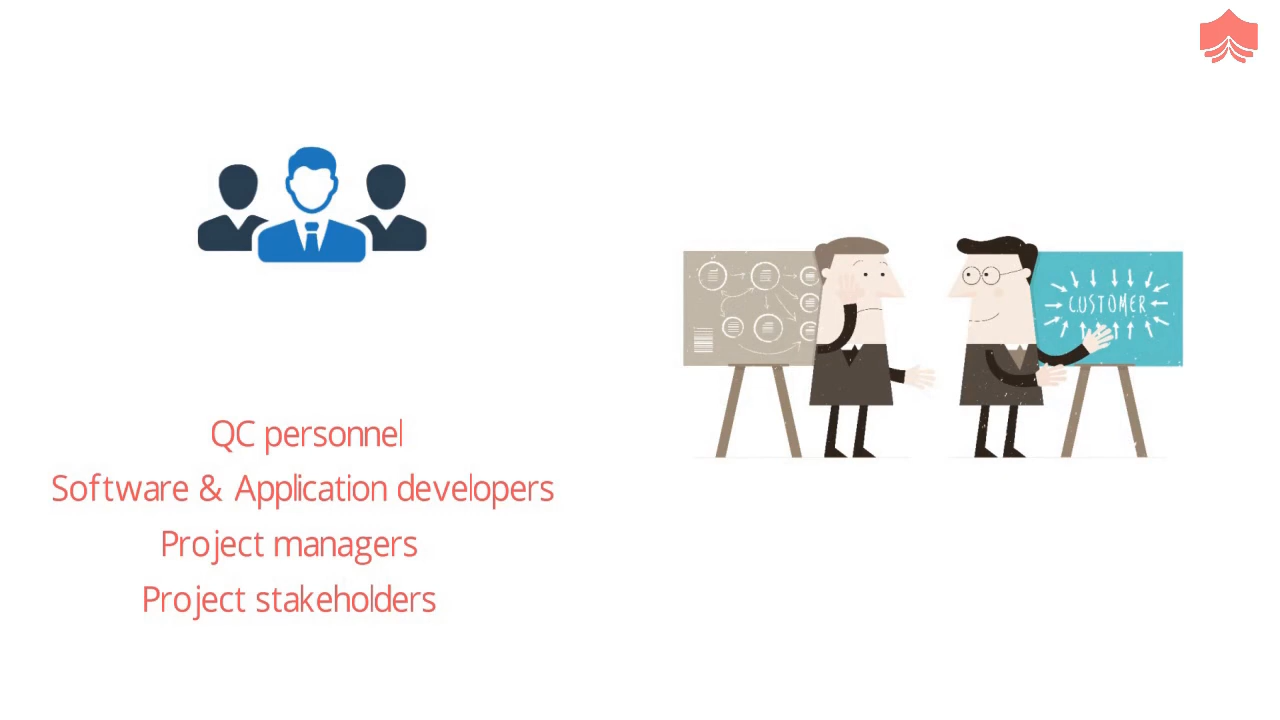 CUSTOMER
QC personnel
Software & Application developers
Project managers
Project stakeholders